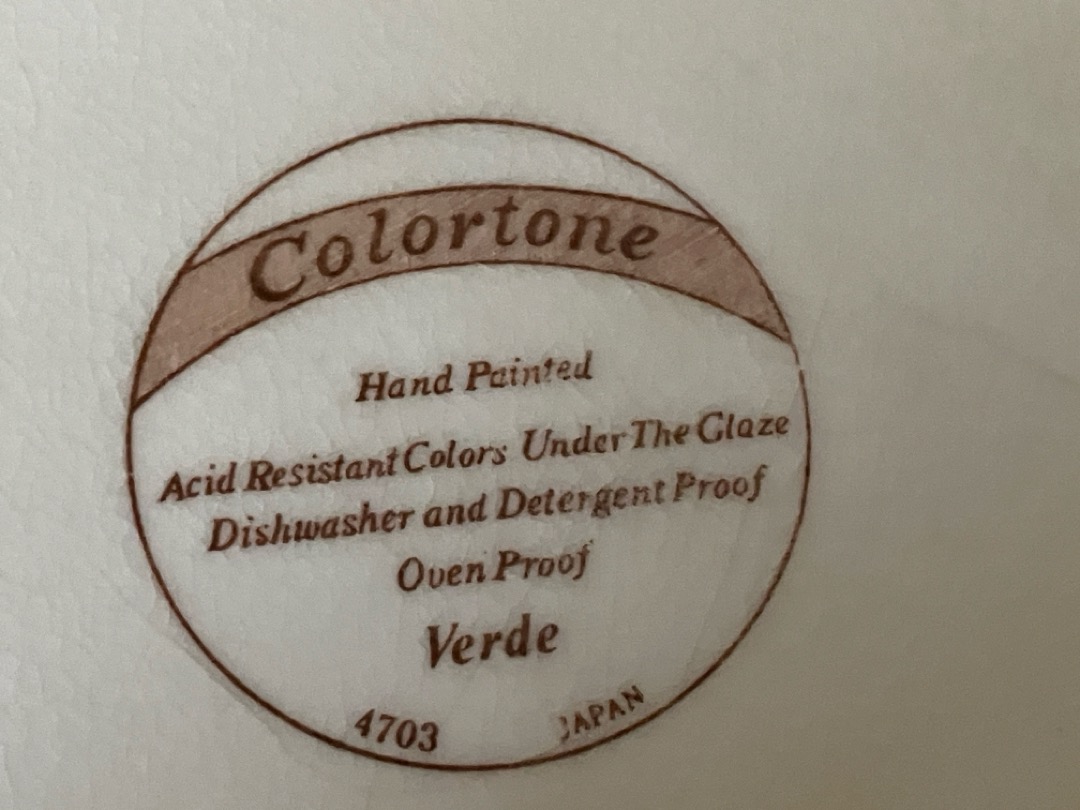 Colortone
Hand Painted
Acid Resistant Colors Under The Glaze
Dishwasher and Detergent Proof
Oven Proof
Verde
4703 JAPAN